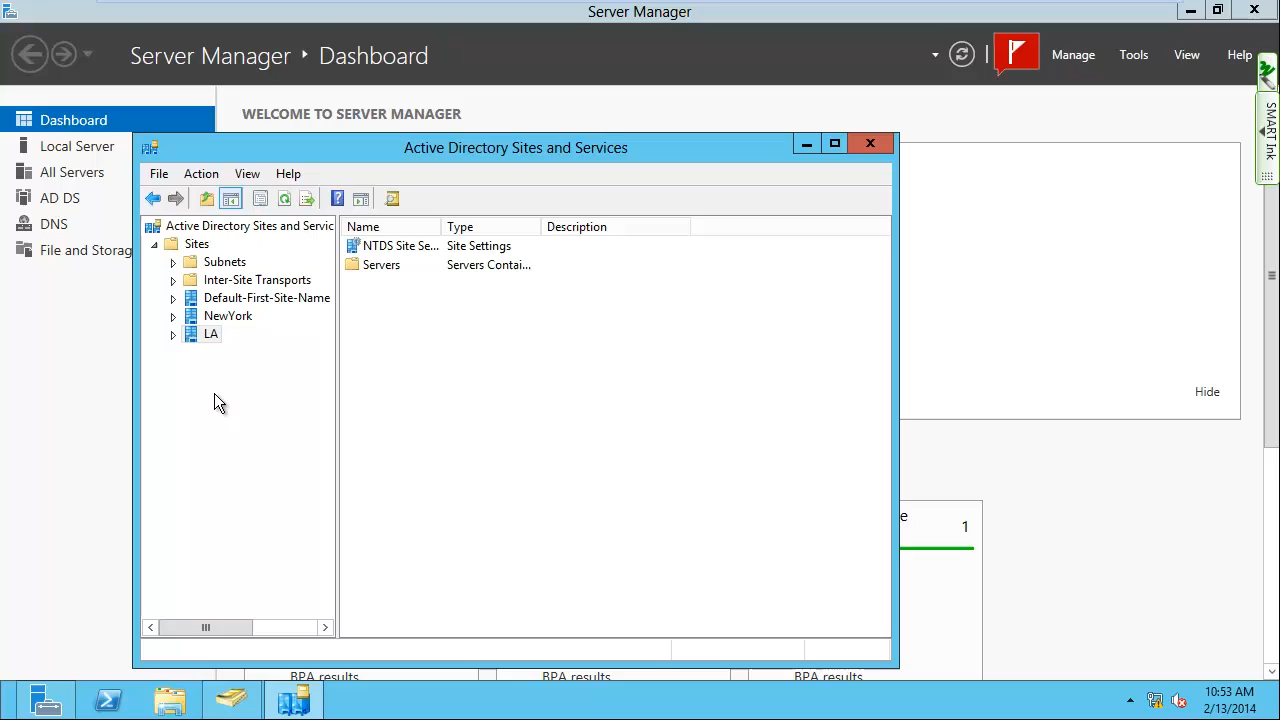 Server Manager
Server Manager ‣ Dashboard
Manage
Tools
View
Help
SMART Ink
Dashboard
Local Server
All Servers
AD DS
DNS
File and Storag
WELCOME TO SERVER MANAGER
Active Directory Sites and Services
File
Action
View
Help
Active Directory Sites and Servic
Sites
Subnets
Inter-Site Transports
Default-First-Site-Name
NewYork
LA
Name
Type
Description
NTDS Site Se...
Site Settings
Servers
Servers Contai...
Hide
e
1
BPA results
BPA results
BPA results
10:53 AM
2/13/2014